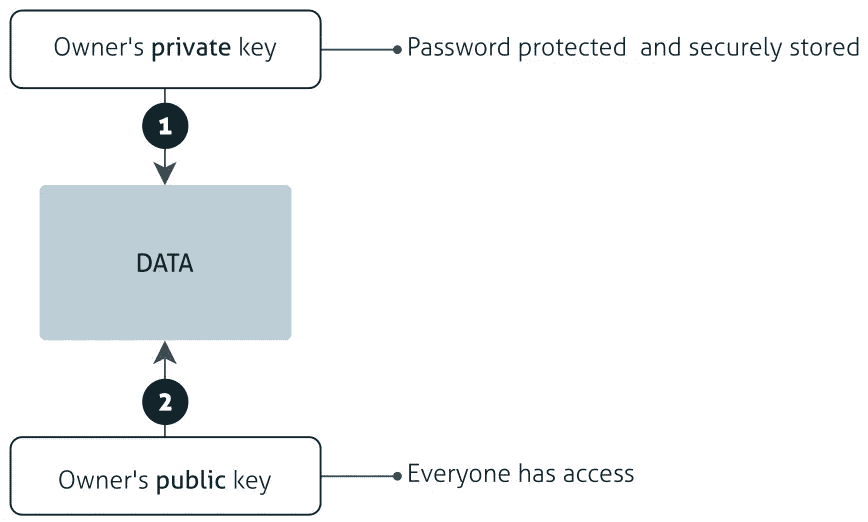 Owner's private key
Password protected and securely stored
1
DATA
2
Owner's public key
Everyone has access